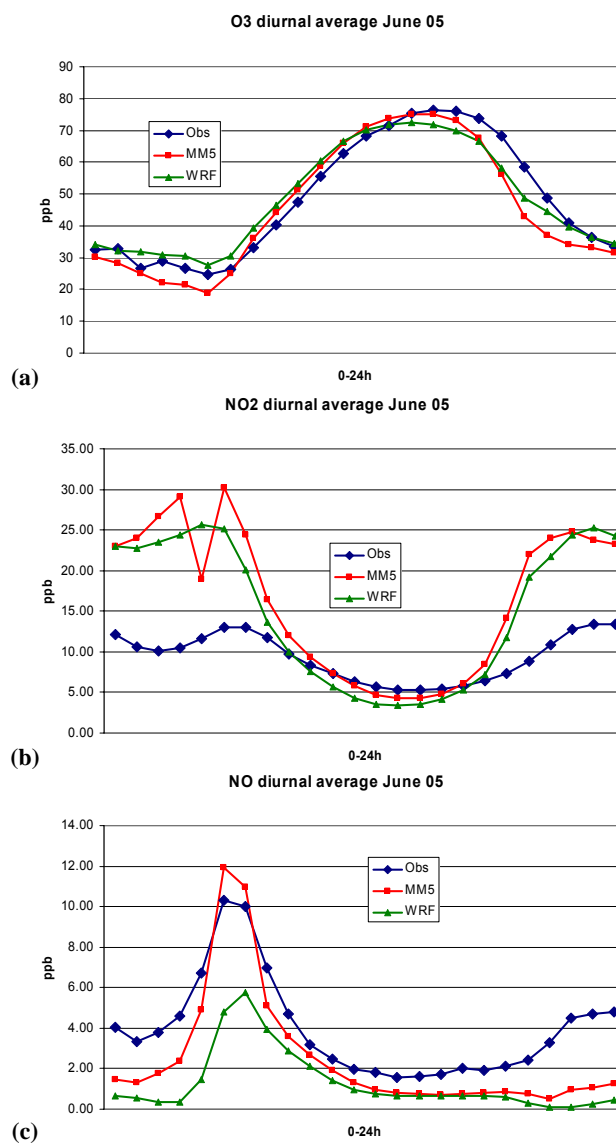 O3 diurnal average June 05
90
80
70
60
50
40
30
20
10
0
ppb
Obs
MM5
WRF
(a)
0-24h
NO2 diurnal average June 05
35.00
30.00
25.00
20.00
15.00
10.00
5.00
0.00
ppb
Obs
MM5
WRF
(b)
0-24h
NO diurnal average June 05
14.00
12.00
10.00
8.00
6.00
4.00
2.00
0.00
ppb
Obs
MM5
WRF
(c)
0-24h